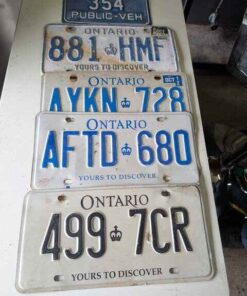 354
PUBLIC-VEH
ONTARIO
881 HMF
YOURS TO DISCOVER
ONTARIO
AYKN 728
ONTARIO
AFTD 680
YOURS TO DISCOVER
ONTARIO
499 7CR
YOURS TO DISCOVER